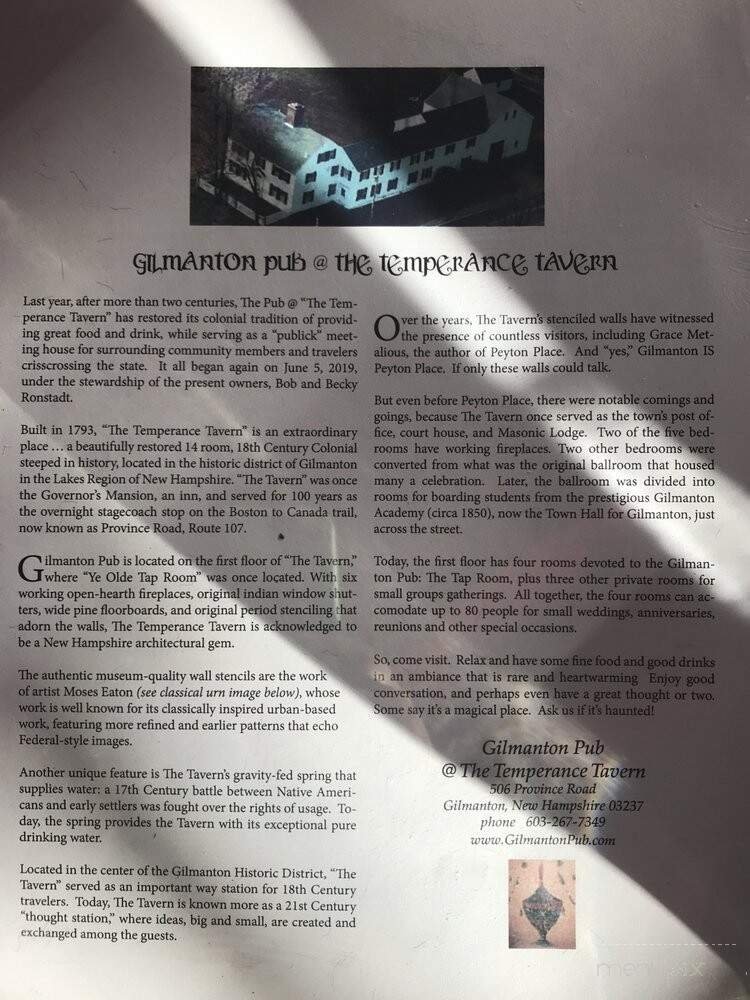 GILMANTON PUB @ THE TEMPERANCE TAVERN
Last year, after more than two centuries, The Pub @ “The Tem-
perance Tavern” has restored its colonial tradition of provid-
ing great food and drink, while serving as a “publick” meet-
ing house for surrounding community members and travelers
crisscrossing the state. It all began again on June 5, 2019,
under the stewardship of the present owners, Bob and Becky
Ronstadt.
Built in 1793, “The Temperance Tavern” is an extraordinary
place … a beautifully restored 14 room, 18th Century Colonial
steeped in history, located in the historic district of Gilmanton
in the Lakes Region of New Hampshire. “The Tavern” was once
the Governor’s Mansion, an inn, and served for 100 years as
the overnight stagecoach stop on the Boston to Canada trail,
now known as Province Road, Route 107.
Gilmanton Pub is located on the first floor of “The Tavern,”
where “Ye Olde Tap Room” was once located. With six
working open-hearth fireplaces, original indian window shut-
ters, wide pine floorboards, and original period stenciling that
adorn the walls, The Temperance Tavern is acknowledged to
be a New Hampshire architectural gem.
The authentic museum-quality wall stencils are the work
of artist Moses Eaton (see classical urn image below), whose
work is well known for its classically inspired urban-based
work, featuring more refined and earlier patterns that echo
Federal-style images.
Another unique feature is The Tavern’s gravity-fed spring that
supplies water: a 17th Century battle between Native Ameri-
cans and early settlers was fought over the rights of usage. To-
day, the spring provides the Tavern with its exceptional pure
drinking water.
Located in the center of the Gilmanton Historic District, “The
Tavern” served as an important way station for 18th Century
travelers. Today, The Tavern is known more as a 21st Century
“thought station,” where ideas, big and small, are created and
exchanged among the guests.
Over the years, The Tavern’s stenciled walls have witnessed
the presence of countless visitors, including Grace Met-
alious, the author of Peyton Place. And “yes,” Gilmanton IS
Peyton Place. If only these walls could talk.
But even before Peyton Place, there were notable comings and
goings, because The Tavern once served as the town’s post of-
fice, court house, and Masonic Lodge. Two of the five bed-
rooms have working fireplaces. Two other bedrooms were
converted from what was the original ballroom that housed
many a celebration. Later, the ballroom was divided into
rooms for boarding students from the prestigious Gilmanton
Academy (circa 1850), now the Town Hall for Gilmanton, just
across the street.
Today, the first floor has four rooms devoted to the Gilman-
ton Pub: The Tap Room, plus three other private rooms for
small groups gatherings. All together, the four rooms can ac-
comodate up to 80 people for small weddings, anniversaries,
reunions and other special occasions.
So, come visit. Relax and have some fine food and good drinks
in an ambiance that is rare and heartwarming Enjoy good
conversation, and perhaps even have a great thought or two.
Some say it’s a magical place. Ask us if it’s haunted!
Gilmanton Pub
@ The Temperance Tavern
506 Province Road
Gilmanton, New Hampshire 03237
phone 603-267-7349
www.GilmantonPub.com